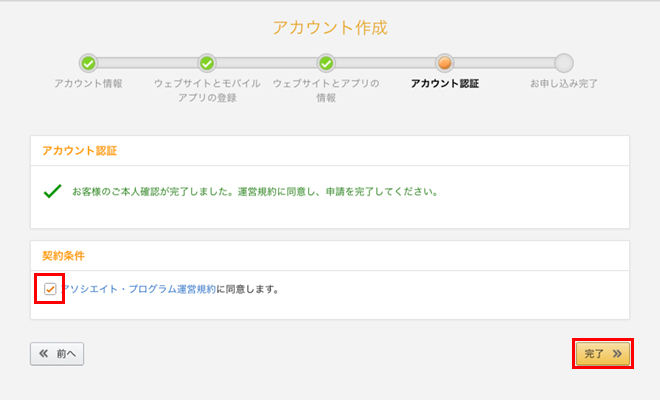 アカウント作成
アカウント情報
ウェブサイトとモバイル
アプリの登録
ウェブサイトとアプリの
情報
アカウント認証
お申し込み完了
アカウント認証
お客様のご本人確認が完了しました。運営規約に同意し、申請を完了してください。
契約条件
アソシエイト・プログラム運営規約に同意します。
前へ
完了